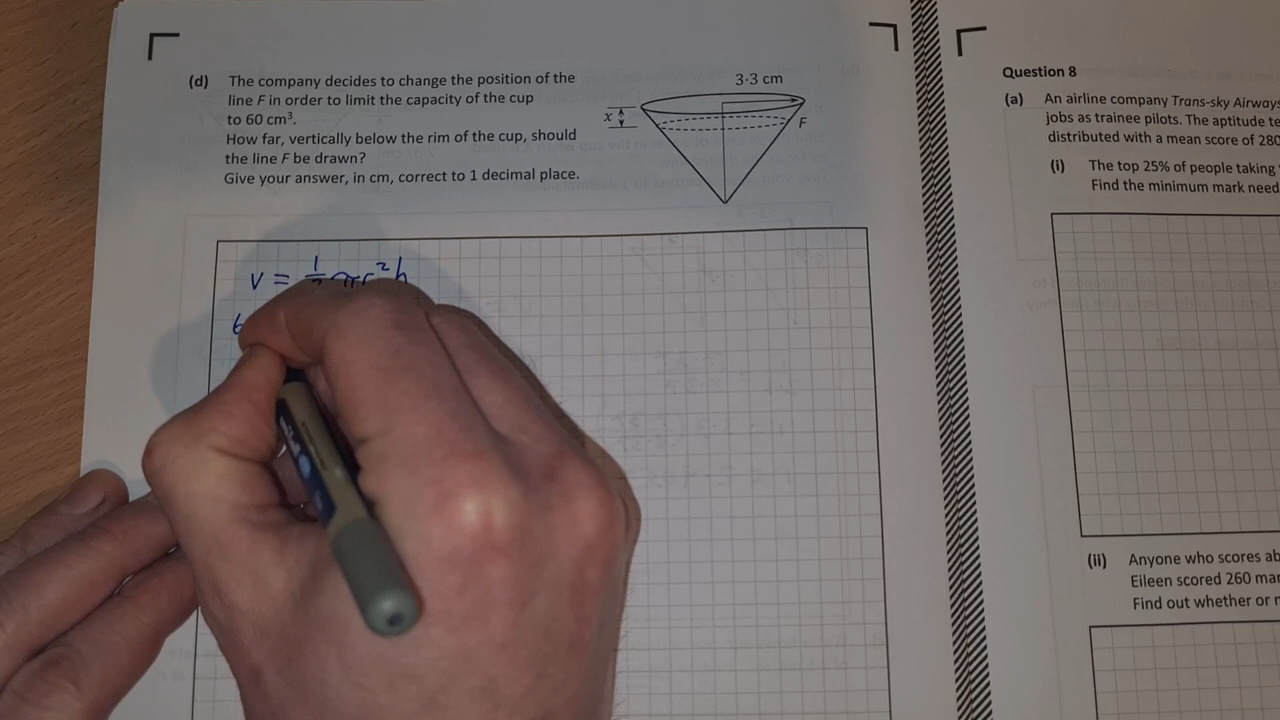 (d) The company decides to change the position of the
line F in order to limit the capacity of the cup
to 60 cm³.
How far, vertically below the rim of the cup, should
the line F be drawn?
Give your answer, in cm, correct to 1 decimal place.
3·3 cm
x
F
V = 1 πr²h
6
Question 8
(a) An airline company Trans-sky Airways
jobs as trainee pilots. The aptitude te
distributed with a mean score of 280
(i) The top 25% of people taking
Find the minimum mark need
(ii) Anyone who scores ab
Eileen scored 260 mar
Find out whether or